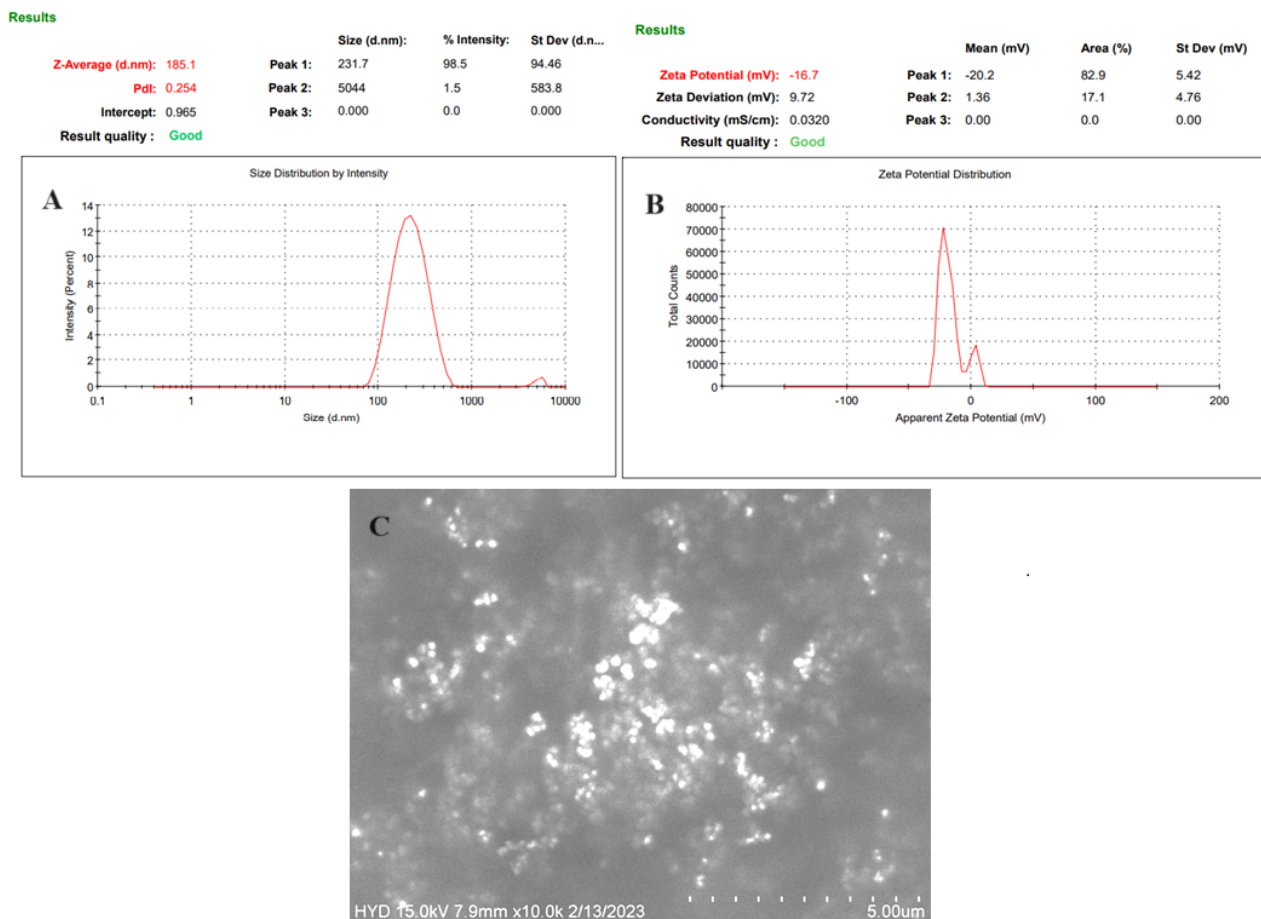 Results
Size (d.nm): % Intensity: St Dev (d.n...
Z-Average (d.nm): 185.1 Peak 1: 231.7 98.5 94.46
PdI: 0.254 Peak 2: 5044 1.5 583.8
Intercept: 0.965 Peak 3: 0.000 0.0 0.000
Result quality : Good
Results
Mean (mV) Area (%) St Dev (mV)
Zeta Potential (mV): -16.7 Peak 1: -20.2 82.9 5.42
Zeta Deviation (mV): 9.72 Peak 2: 1.36 17.1 4.76
Conductivity (mS/cm): 0.0320 Peak 3: 0.00 0.0 0.00
Result quality : Good
Size Distribution by Intensity
A
Intensity (Percent)
14
12
10
8
6
4
2
0
0.1 1 10 100 1000 10000
Size (d.nm)
Zeta Potential Distribution
B
Total Counts
80000
70000
60000
50000
40000
30000
20000
10000
0
-100 0 100 200
Apparent Zeta Potential (mV)
C
HYD 15.0kV 7.9mm x10.0k 2/13/2023 5.00um